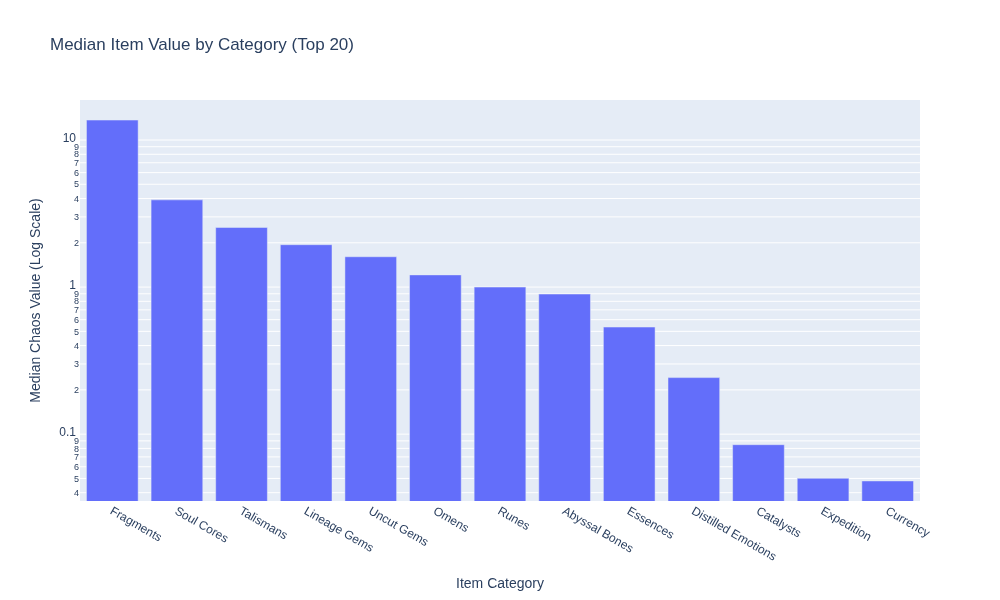 Median Item Value by Category (Top 20)
Median Chaos Value (Log Scale)
10
9
8
7
6
5
4
3
2
1
9
8
7
6
5
4
3
2
0.1
9
8
7
6
5
4
Fragments
Soul Cores
Talismans
Lineage Gems
Uncut Gems
Omens
Runes
Abyssal Bones
Essences
Distilled Emotions
Catalysts
Expedition
Currency
Item Category